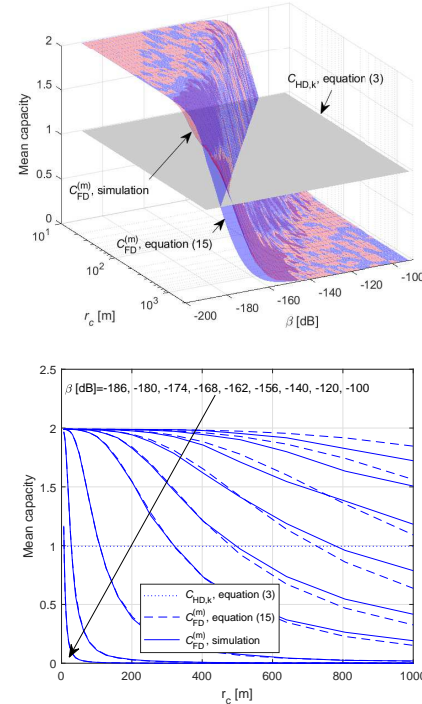 2
1.5
1
0.5
0
Mean capacity
C_HD,k, equation (3)
C_FD^(m), simulation
C_FD^(m), equation (15)
10^1
10^2
10^3
r_c [m]
-200
-180
-160
-140
-120
-100
β [dB]
2.5
2
1.5
1
0.5
0
Mean capacity
β [dB]=-186, -180, -174, -168, -162, -156, -140, -120, -100
C_HD,k, equation (3)
C_FD^(m), equation (15)
C_FD^(m), simulation
0 200 400 600 800 1000
r_c [m]